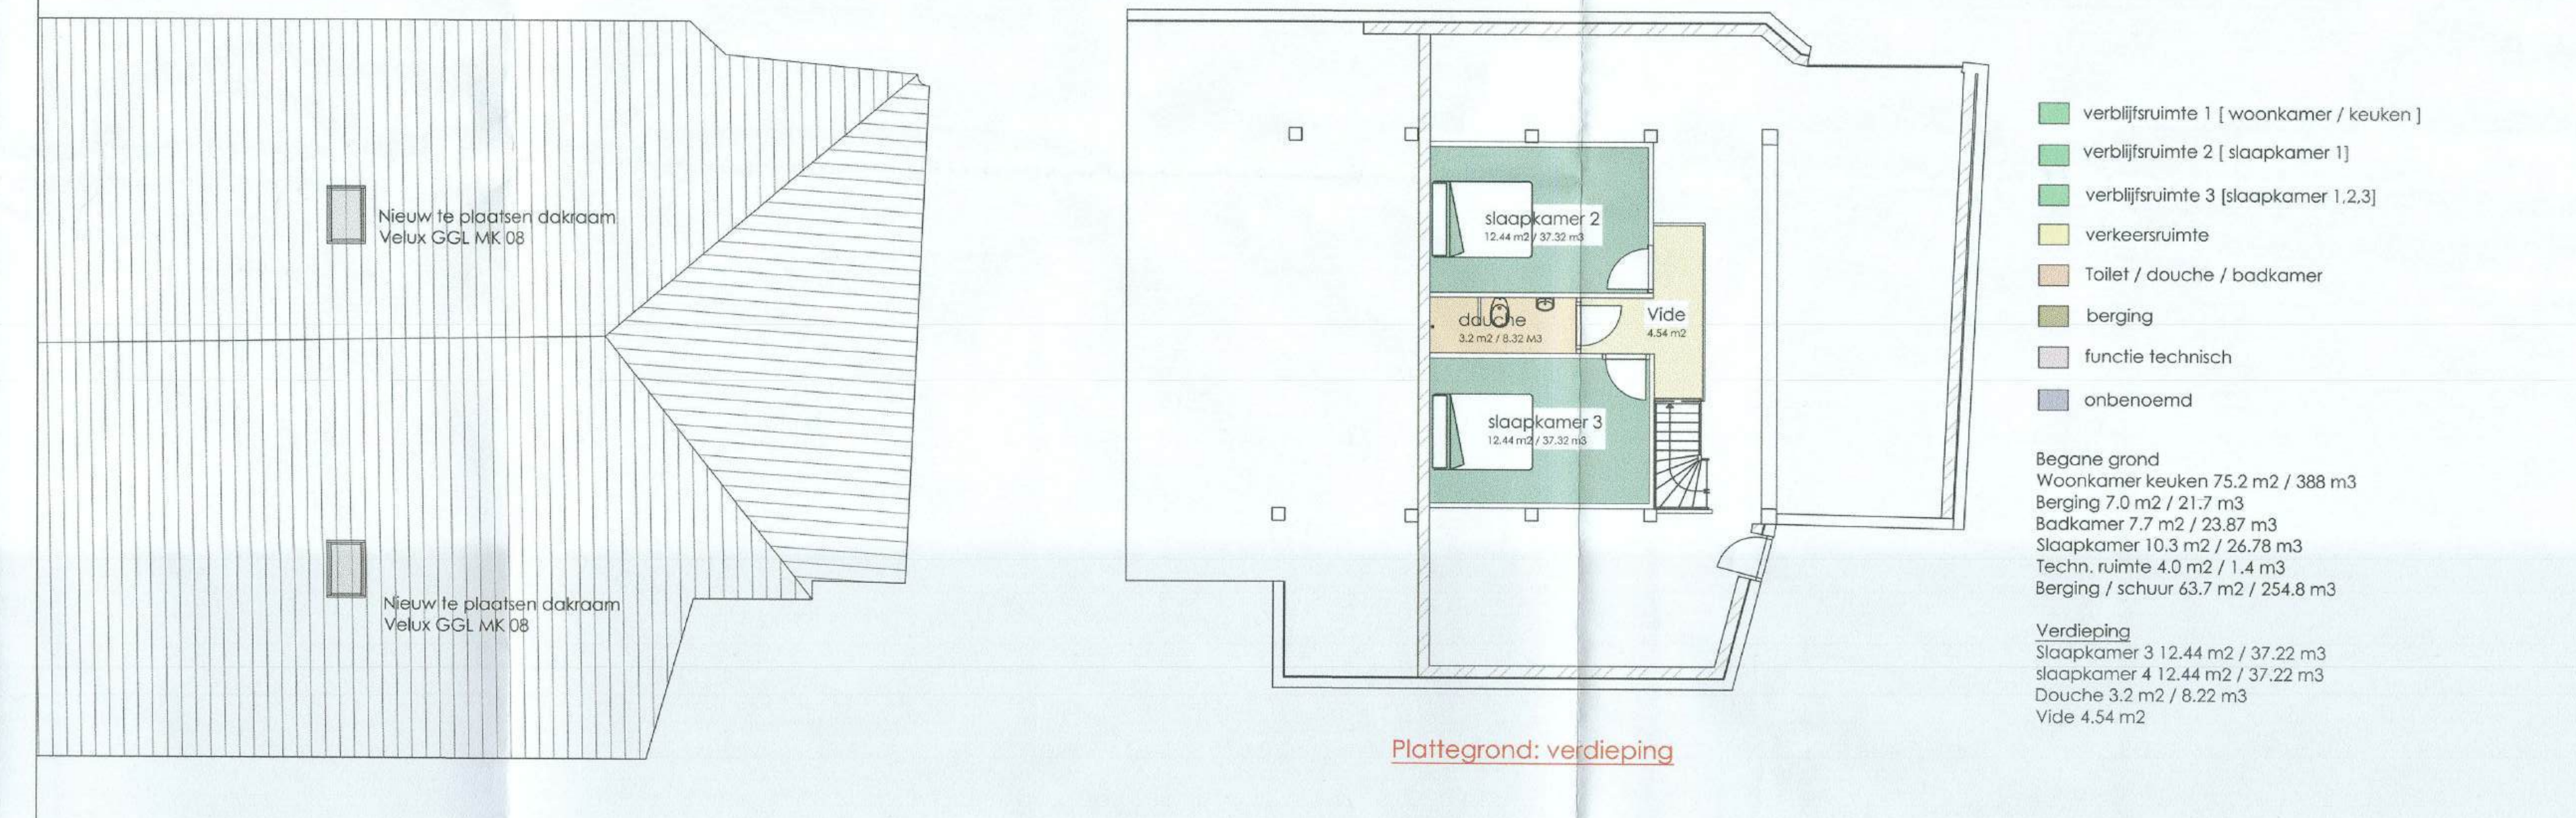 Nieuw te plaatsen dakraam
Velux GGL MK 08
Nieuw te plaatsen dakraam
Velux GGL MK 08
slaapkamer 2
12.44 m2 / 37.32 m3
douche
3.2 m2 / 8.32 M3
Vide
4.54 m2
slaapkamer 3
12.44 m2 / 37.32 m3
Plattegrond: verdieping
verblijfsruimte 1 [ woonkamer / keuken ]
verblijfsruimte 2 [ slaapkamer 1]
verblijfsruimte 3 [slaapkamer 1,2,3]
verkeersruimte
Toilet / douche / badkamer
berging
functie technisch
onbenoemd
Begane grond
Woonkamer keuken 75.2 m2 / 388 m3
Berging 7.0 m2 / 21.7 m3
Badkamer 7.7 m2 / 23.87 m3
Slaapkamer 10.3 m2 / 26.78 m3
Techn. ruimte 4.0 m2 / 1.4 m3
Berging / schuur 63.7 m2 / 254.8 m3
Verdieping
Slaapkamer 3 12.44 m2 / 37.22 m3
slaapkamer 4 12.44 m2 / 37.22 m3
Douche 3.2 m2 / 8.22 m3
Vide 4.54 m2